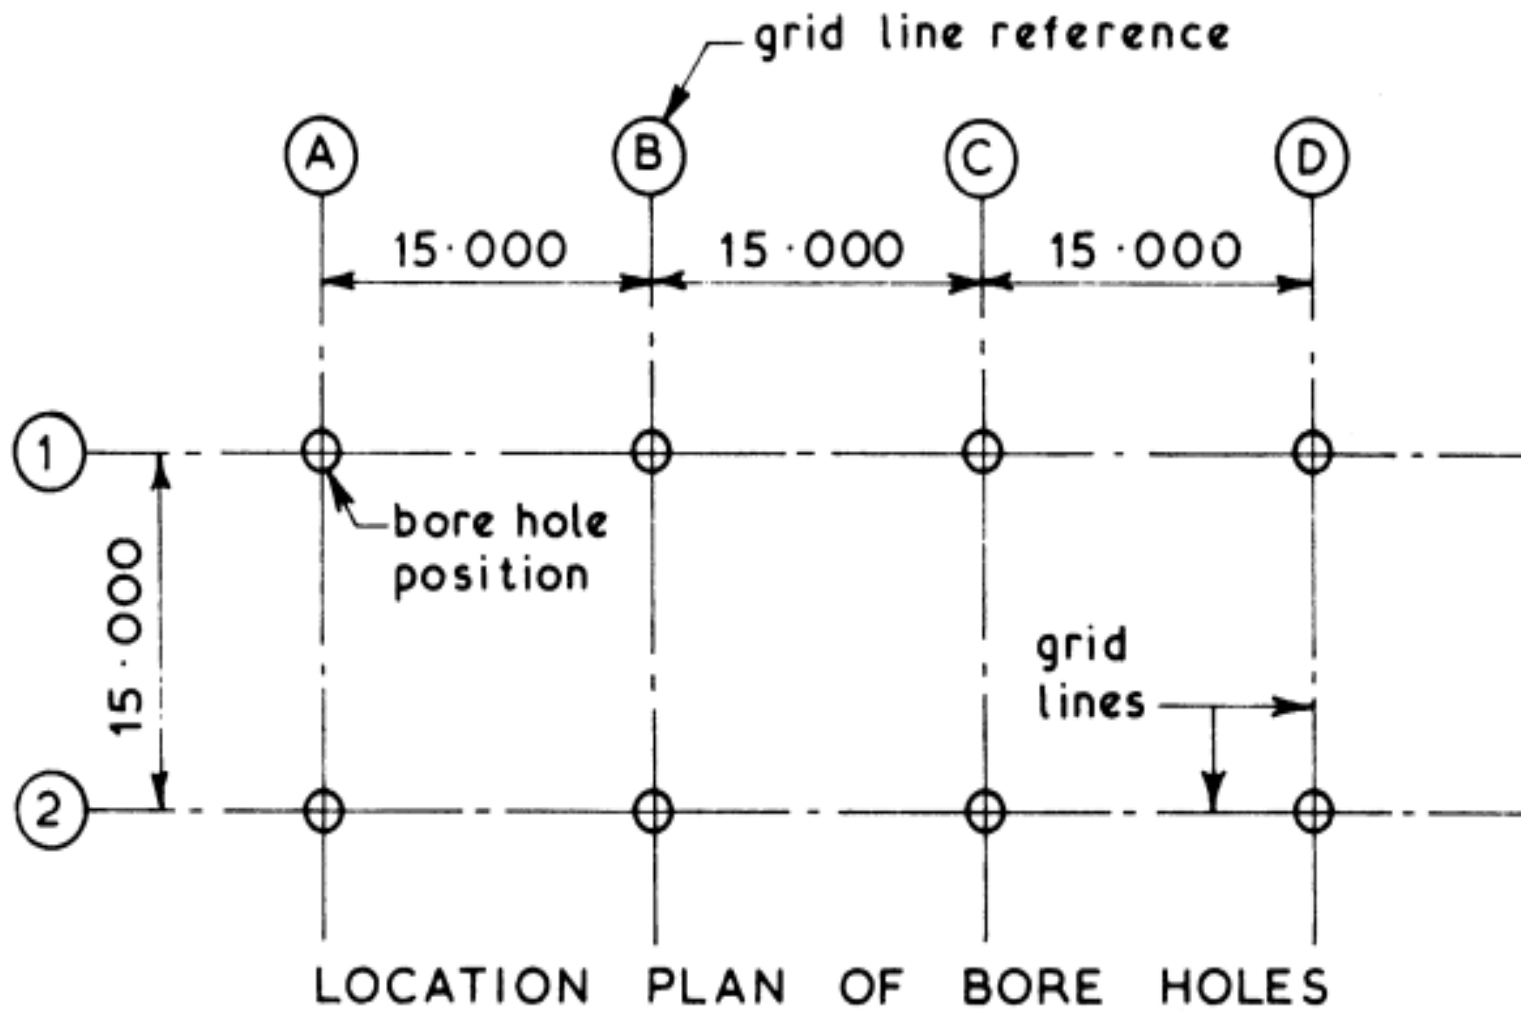 grid line reference
A B C D
15·000 15·000 15·000
1
bore hole
position
15·000
grid
lines
2
LOCATION PLAN OF BORE HOLES